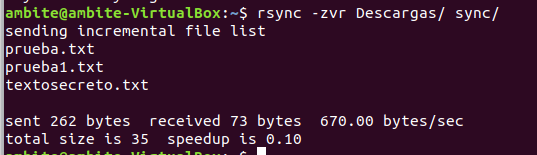 ambite@ambite-VirtualBox:~$ rsync -zvr Descargas/ sync/
sending incremental file list
prueba.txt
prueba1.txt
textosecreto.txt

sent 262 bytes  received 73 bytes  670.00 bytes/sec
total size is 35  speedup is 0.10
ambite@ambite-VirtualBox:~$